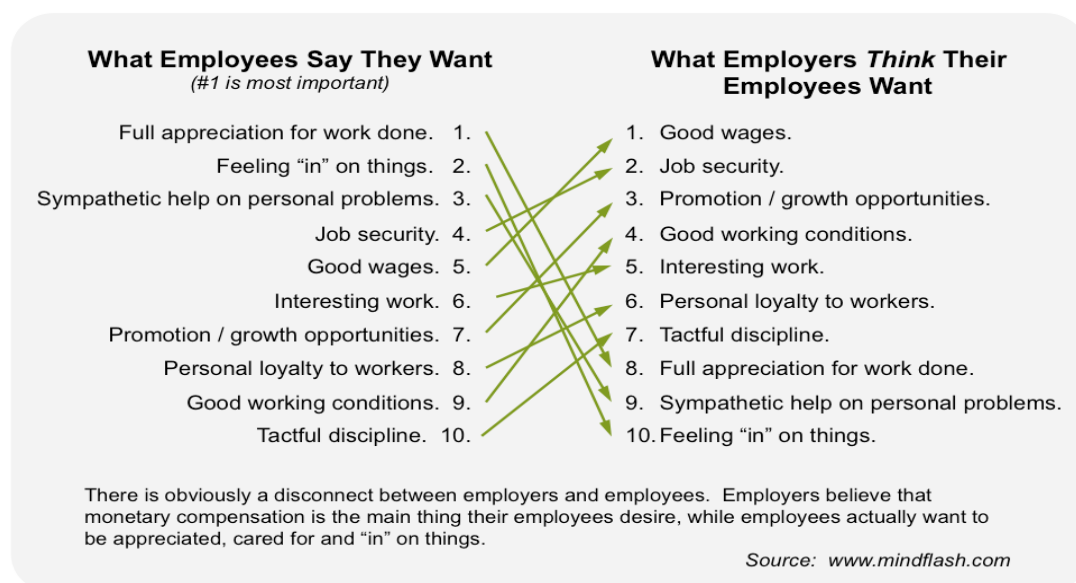 What Employees Say They Want
(#1 is most important)
Full appreciation for work done. 1.
Feeling “in” on things. 2.
Sympathetic help on personal problems. 3.
Job security. 4.
Good wages. 5.
Interesting work. 6.
Promotion / growth opportunities. 7.
Personal loyalty to workers. 8.
Good working conditions. 9.
Tactful discipline. 10.
What Employers Think Their
Employees Want
1. Good wages.
2. Job security.
3. Promotion / growth opportunities.
4. Good working conditions.
5. Interesting work.
6. Personal loyalty to workers.
7. Tactful discipline.
8. Full appreciation for work done.
9. Sympathetic help on personal problems.
10. Feeling “in” on things.
There is obviously a disconnect between employers and employees. Employers believe that
monetary compensation is the main thing their employees desire, while employees actually want to
be appreciated, cared for and “in” on things.
Source: www.mindflash.com